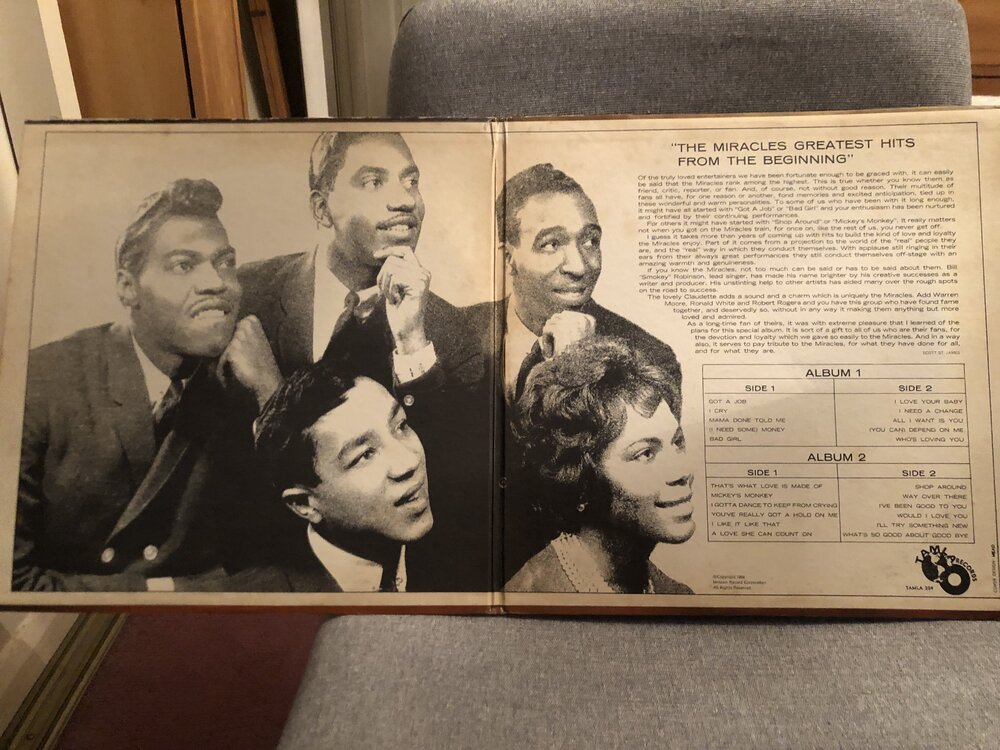 "THE MIRACLES GREATEST HITS
FROM THE BEGINNING"
Of the truly loved entertainers we have been fortunate enough to be graced with, it can easily
be said that the Miracles rank among the highest. This is true whether you know them as
friend, critic, reporter, or fan. And, of course, not without good reason. Their multitude of
fans all have, for one reason or another, fond memories and excited anticipation, tied up in
these wonderful and warm personalities. To some of us who have been with it long enough,
it might have all started with "Got A Job" or "Bad Girl" and your enthusiasm has been nurtured
and fortified by their continuing performances.
For others it might have started with "Shop Around" or "Mickey's Monkey". It really matters
not when you got on the Miracles train, for once on, like the rest of us, you never get off.
I guess it takes more than years of coming up with hits to build the kind of love and loyalty
the Miracles enjoy. Part of it comes from a projection to the world of the "real" people they
are, and the "real" way in which they conduct themselves. With applause still ringing in their
ears from their always great performances they still conduct themselves off-stage with an
amazing warmth and genuineness.
If you know the Miracles, not too much can be said or has to be said about them. Bill
"Smokey" Robinson, lead singer, has made his name brighter by his creative successes as a
writer and producer. His unstinting help to other artists has aided many over the rough spots
on the road to success.
The lovely Claudette adds a sound and a charm which is uniquely the Miracles. Add Warren
Moore, Ronald White and Robert Rogers and you have this group who have found fame
together, and deservedly so, without in any way it making them anything but more
loved and admired.
As a long-time fan of theirs, it was with extreme pleasure that I learned of the
plans for this special album. It is sort of a gift to all of us who are their fans, for
the devotion and loyalty which we gave so easily to the Miracles. And in a way
also, it serves to pay tribute to the Miracles, for what they have done for all,
and for what they are.
SCOTT ST. JAMES
ALBUM 1
SIDE 1
GOT A JOB
I CRY
MAMA DONE TOLD ME
(I NEED SOME) MONEY
BAD GIRL
SIDE 2
I LOVE YOUR BABY
I NEED A CHANGE
ALL I WANT IS YOU
(YOU CAN) DEPEND ON ME
WHO'S LOVING YOU
ALBUM 2
SIDE 1
THAT'S WHAT LOVE IS MADE OF
MICKEY'S MONKEY
I GOTTA DANCE TO KEEP FROM CRYING
YOU'VE REALLY GOT A HOLD ON ME
I LIKE IT LIKE THAT
A LOVE SHE CAN COUNT ON
SIDE 2
SHOP AROUND
WAY OVER THERE
I'VE BEEN GOOD TO YOU
WOULD I LOVE YOU
I'LL TRY SOMETHING NEW
WHAT'S SO GOOD ABOUT GOOD BYE
©Copyright
Record Corporation
All Rights Reserved
TAMLA RECORDS
TAMLA 254